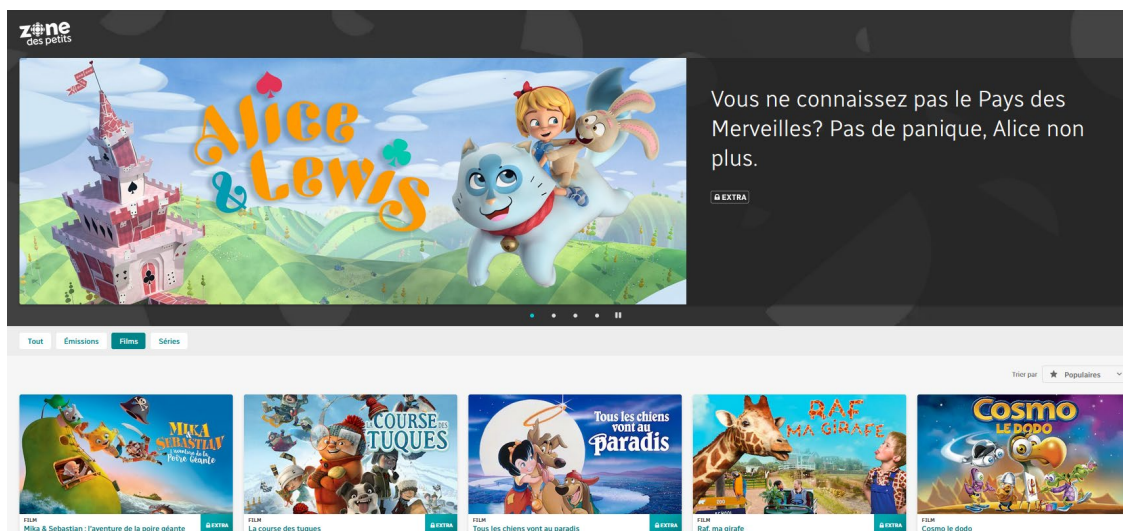 zone
des petits
Alice
& Lewis
Vous ne connaissez pas le Pays des
Merveilles? Pas de panique, Alice non
plus.
EXTRA
Tout Émissions Films Séries
Trier par Populaires
MIKA
SEBASTIAN
l'aventure de la
Poire Géante
LA COURSE DES
TUQUES
Tous les chiens
vont au
Paradis
RAF
MA GIRAFE
ZOO
Cosmo
LE DODO
FILM
Mika & Sebastian : l'aventure de la poire géante
EXTRA
FILM
La course des tuques
EXTRA
FILM
Tous les chiens vont au paradis
EXTRA
FILM
Raf, ma girafe
EXTRA
FILM
Cosmo le dodo